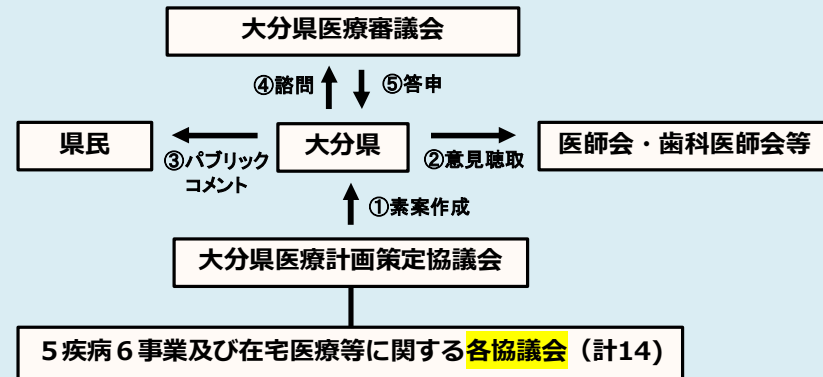 大分県医療審議会
④諮問 ⑤答申
県民
③パブリック
コメント
大分県
②意見聴取
医師会・歯科医師会等
①素案作成
大分県医療計画策定協議会
5疾病6事業及び在宅医療等に関する各協議会(計14)